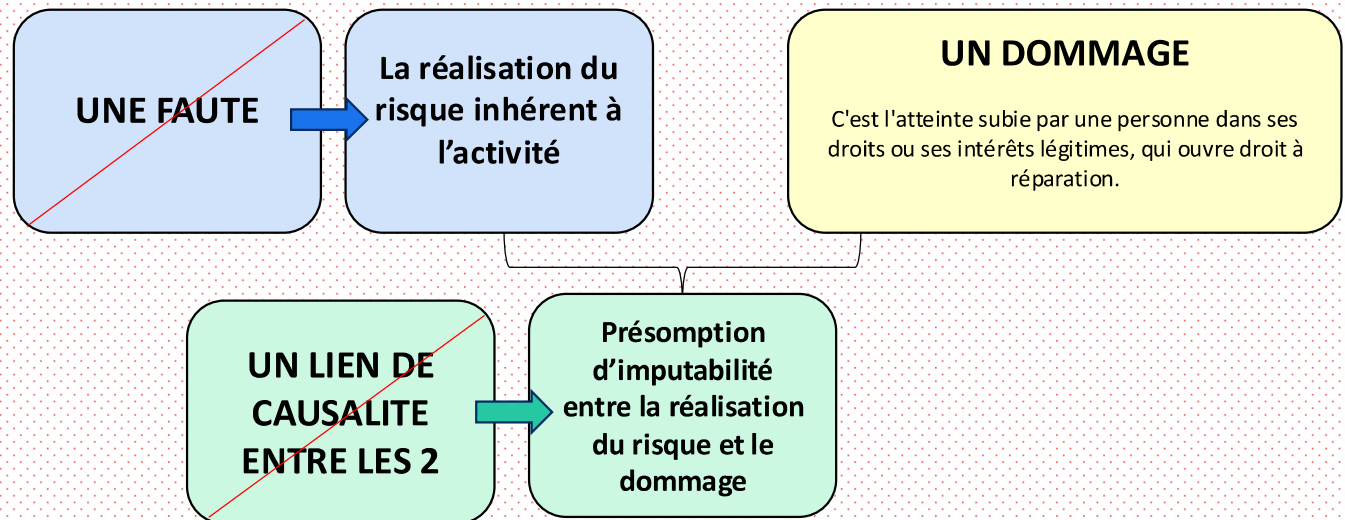 UNE FAUTE
La réalisation du
risque inhérent à
l’activité
UN DOMMAGE
C'est l'atteinte subie par une personne dans ses
droits ou ses intérêts légitimes, qui ouvre droit à
réparation.
UN LIEN DE
CAUSALITE
ENTRE LES 2
Présomption
d’imputabilité
entre la réalisation
du risque et le
dommage